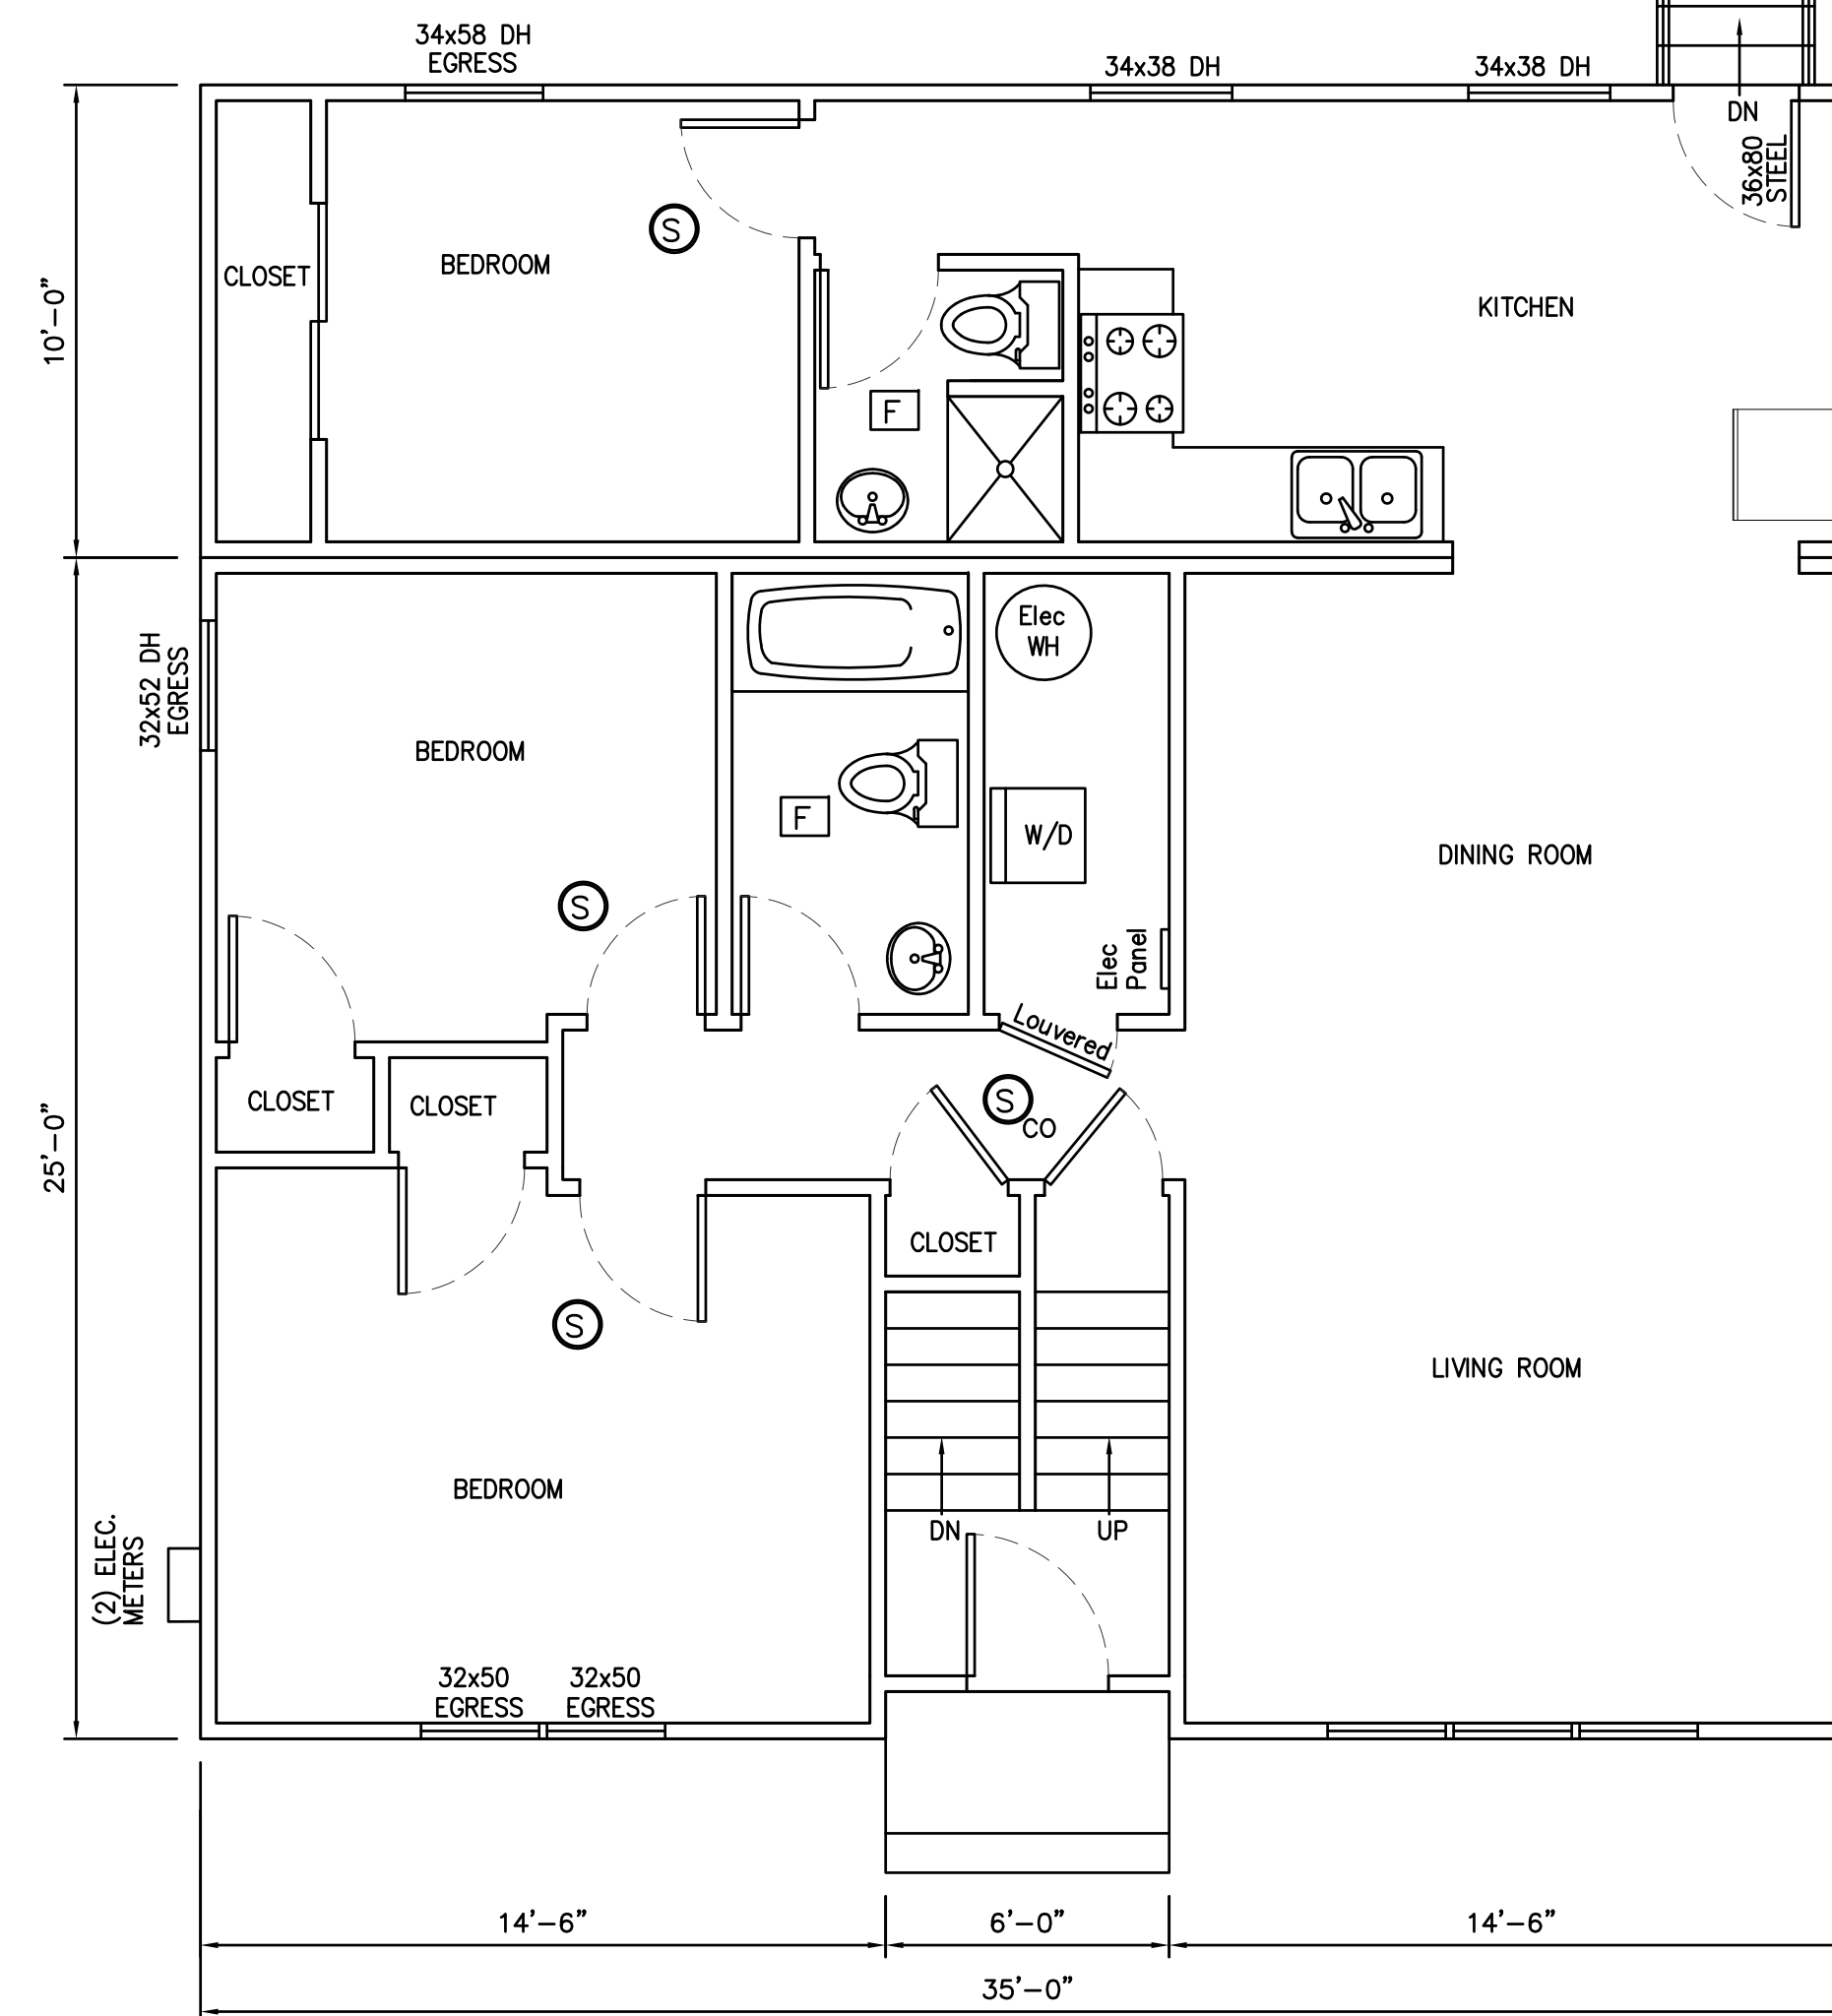 34x58 DH
EGRESS
34x38 DH
34x38 DH
DN
36x80
STEEL
CLOSET
BEDROOM
S
KITCHEN
10'-0"
F
32x52 DH
EGRESS
BEDROOM
Elec
WH
F
W/D
DINING ROOM
S
Elec
Panel
Louvered
CLOSET
CLOSET
S
CO
25'-0"
CLOSET
S
LIVING ROOM
BEDROOM
DN
UP
(2) ELEC.
METERS
32x50
EGRESS
32x50
EGRESS
14'-6"
6'-0"
14'-6"
35'-0"